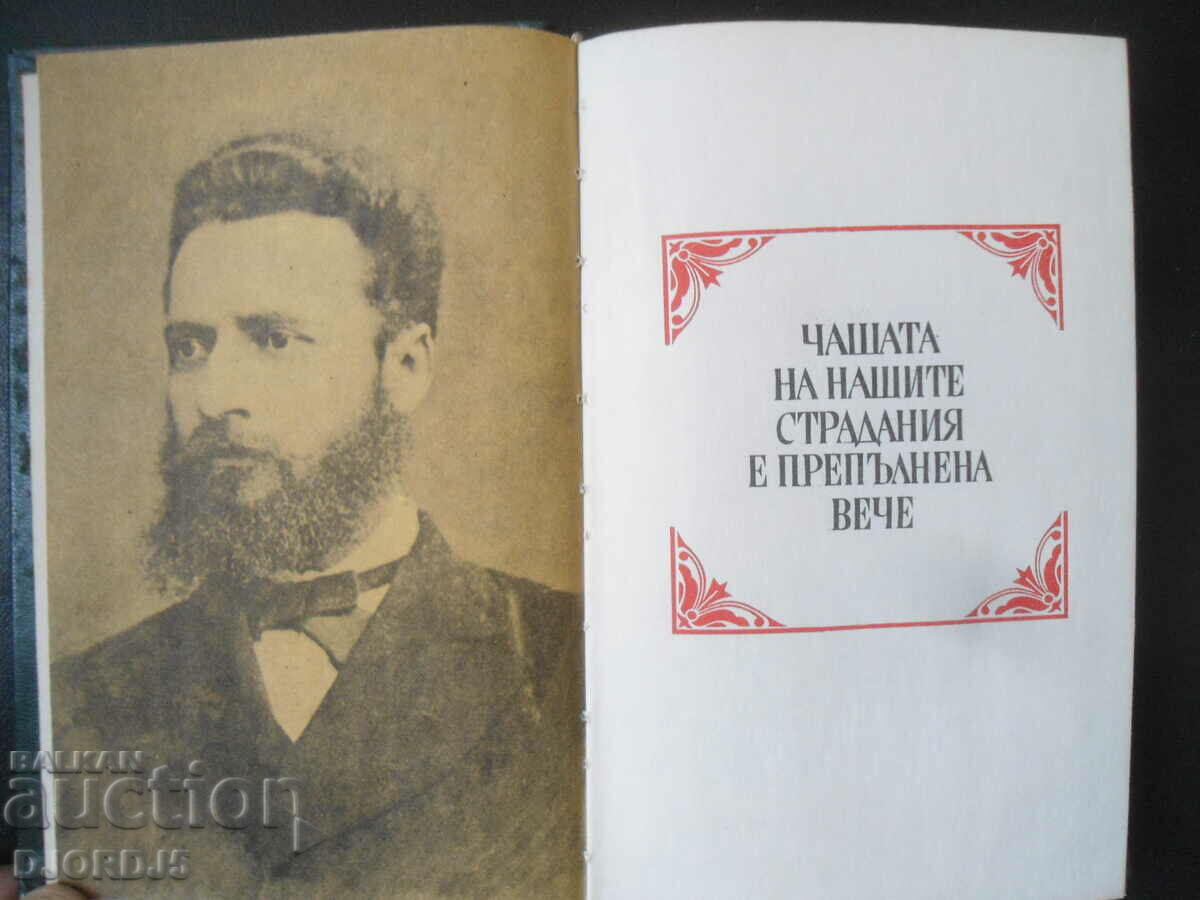 ЧАШАТА
НА НАШИТЕ
СТРАДАНИЯ
Е ПРЕПЪЛНЕНА
ВЕЧЕ
BALKAN
auction
DJORDJ5